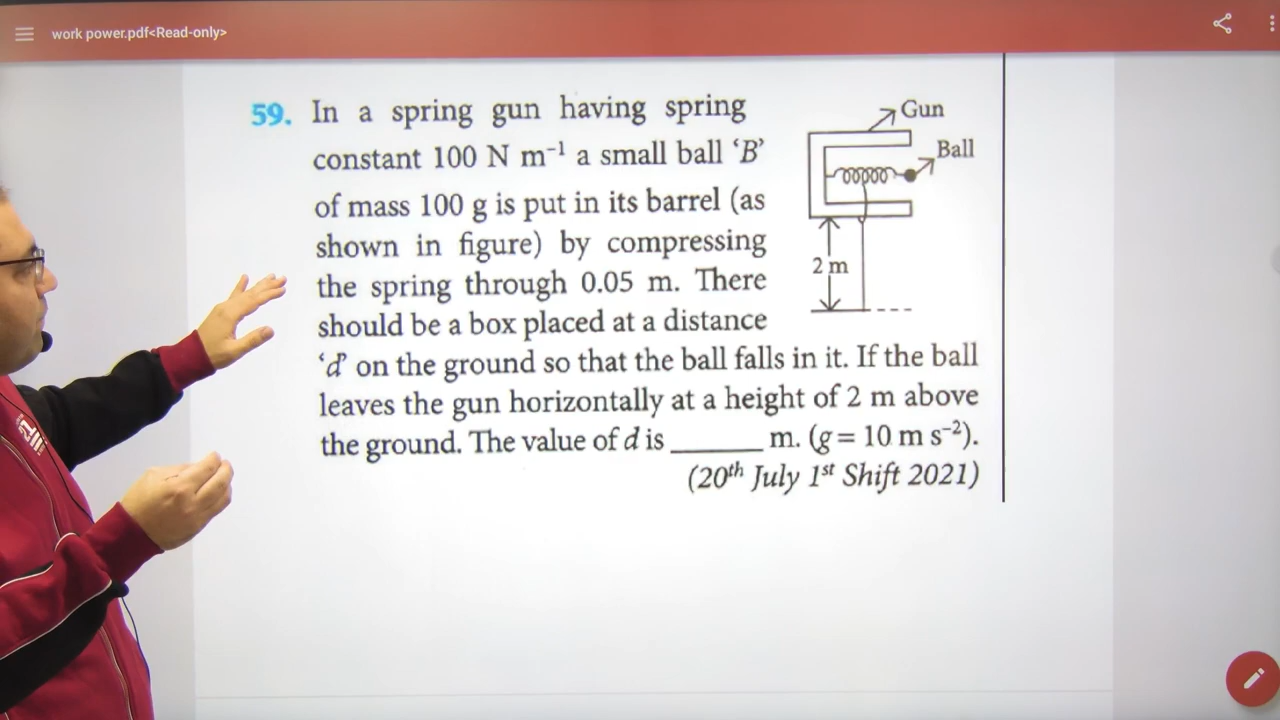 work power.pdf<Read-only>
59. In a spring gun having spring
constant 100 N m⁻¹ a small ball ‘B’
of mass 100 g is put in its barrel (as
shown in figure) by compressing
the spring through 0.05 m. There
should be a box placed at a distance
‘d’ on the ground so that the ball falls in it. If the ball
leaves the gun horizontally at a height of 2 m above
the ground. The value of d is ______ m. (g = 10 m s⁻²).
(20th July 1st Shift 2021)
Gun
Ball
2 m